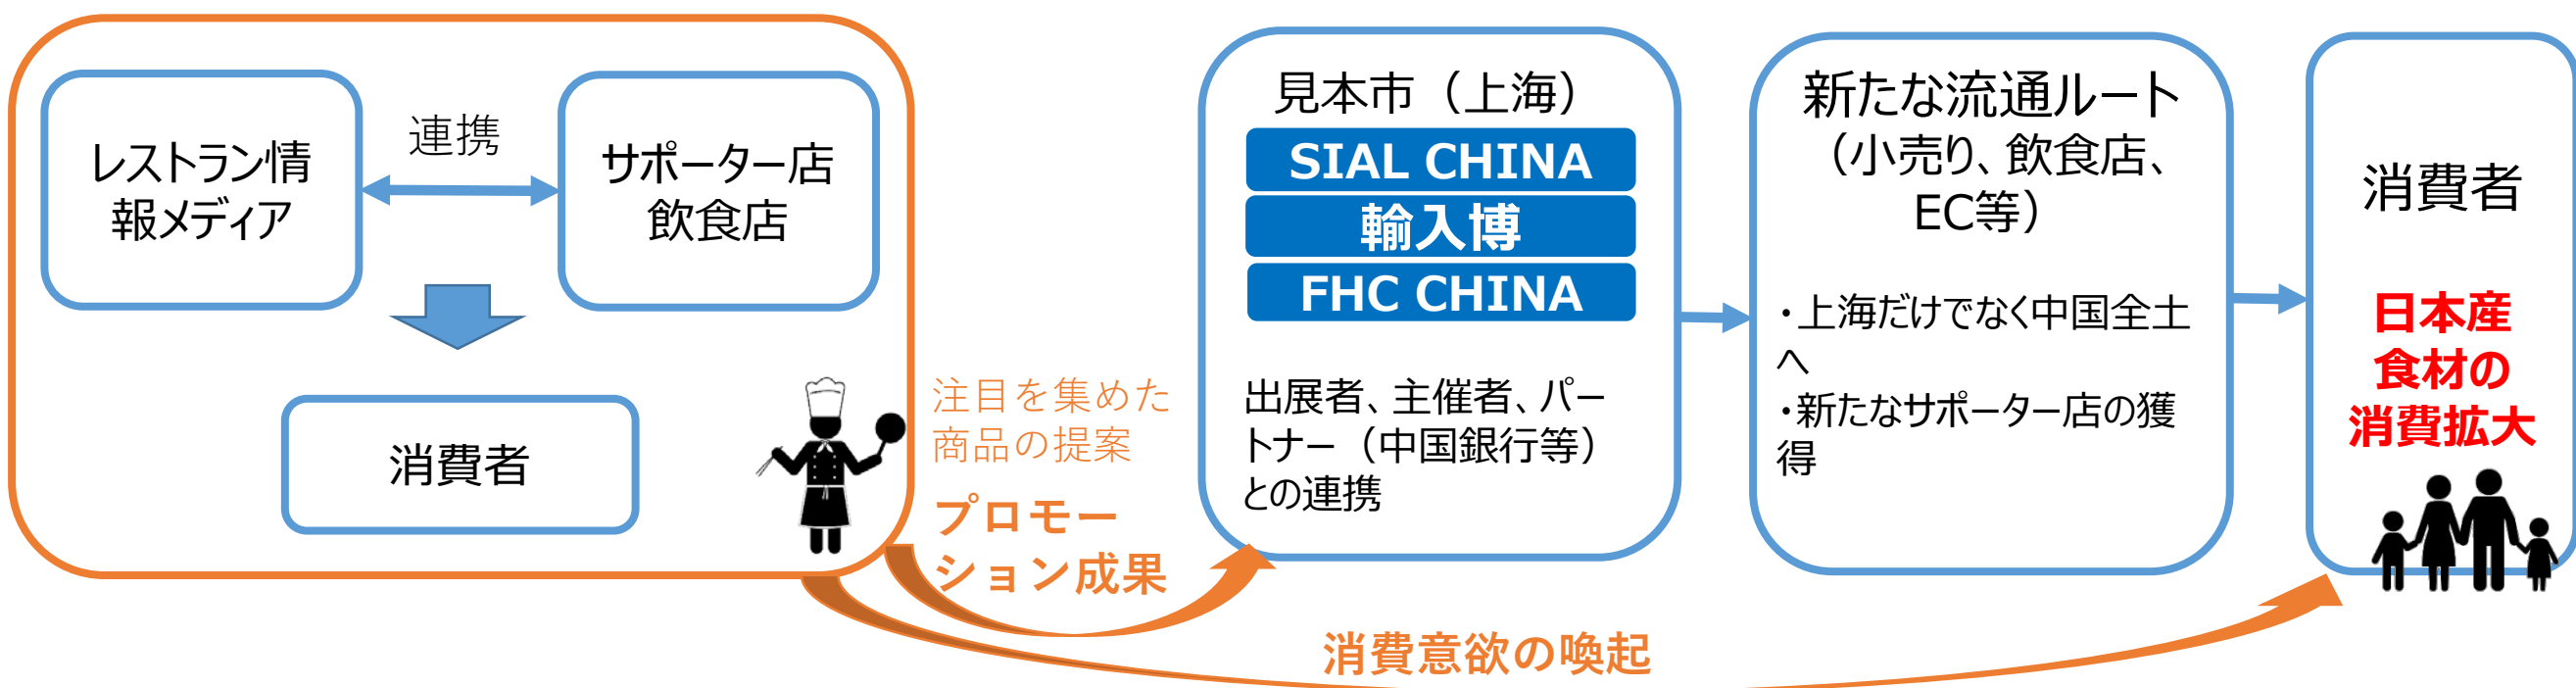 レストラン情
報メディア
連携
サポーター店
飲食店
消費者
注目を集めた
商品の提案
プロモー
ション成果
見本市（上海）
SIAL CHINA
輸入博
FHC CHINA
出展者、主催者、パー
トナー（中国銀行等）
との連携
新たな流通ルート
（小売り、飲食店、
EC等）
・上海だけでなく中国全土
へ
・新たなサポーター店の獲
得
消費者
日本産
食材の
消費拡大
消費意欲の喚起